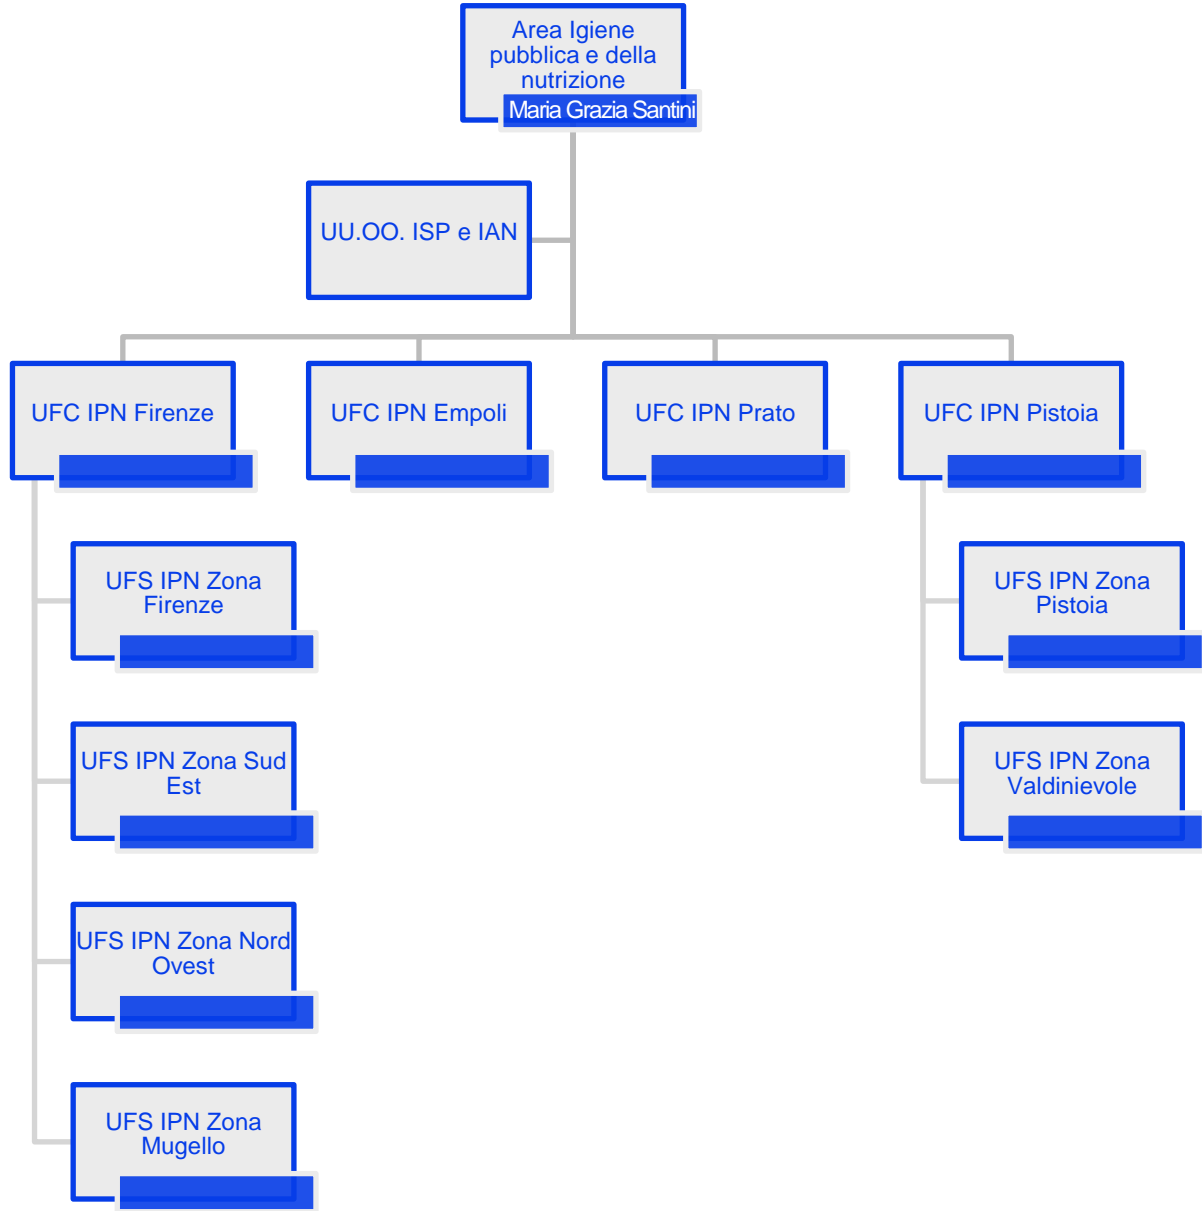 Area Igiene
pubblica e della
nutrizione
Maria Grazia Santini
UU.OO. ISP e IAN
UFC IPN Firenze
UFC IPN Empoli
UFC IPN Prato
UFC IPN Pistoia
UFS IPN Zona
Firenze
UFS IPN Zona
Pistoia
UFS IPN Zona Sud
Est
UFS IPN Zona
Valdinievole
UFS IPN Zona Nord
Ovest
UFS IPN Zona
Mugello